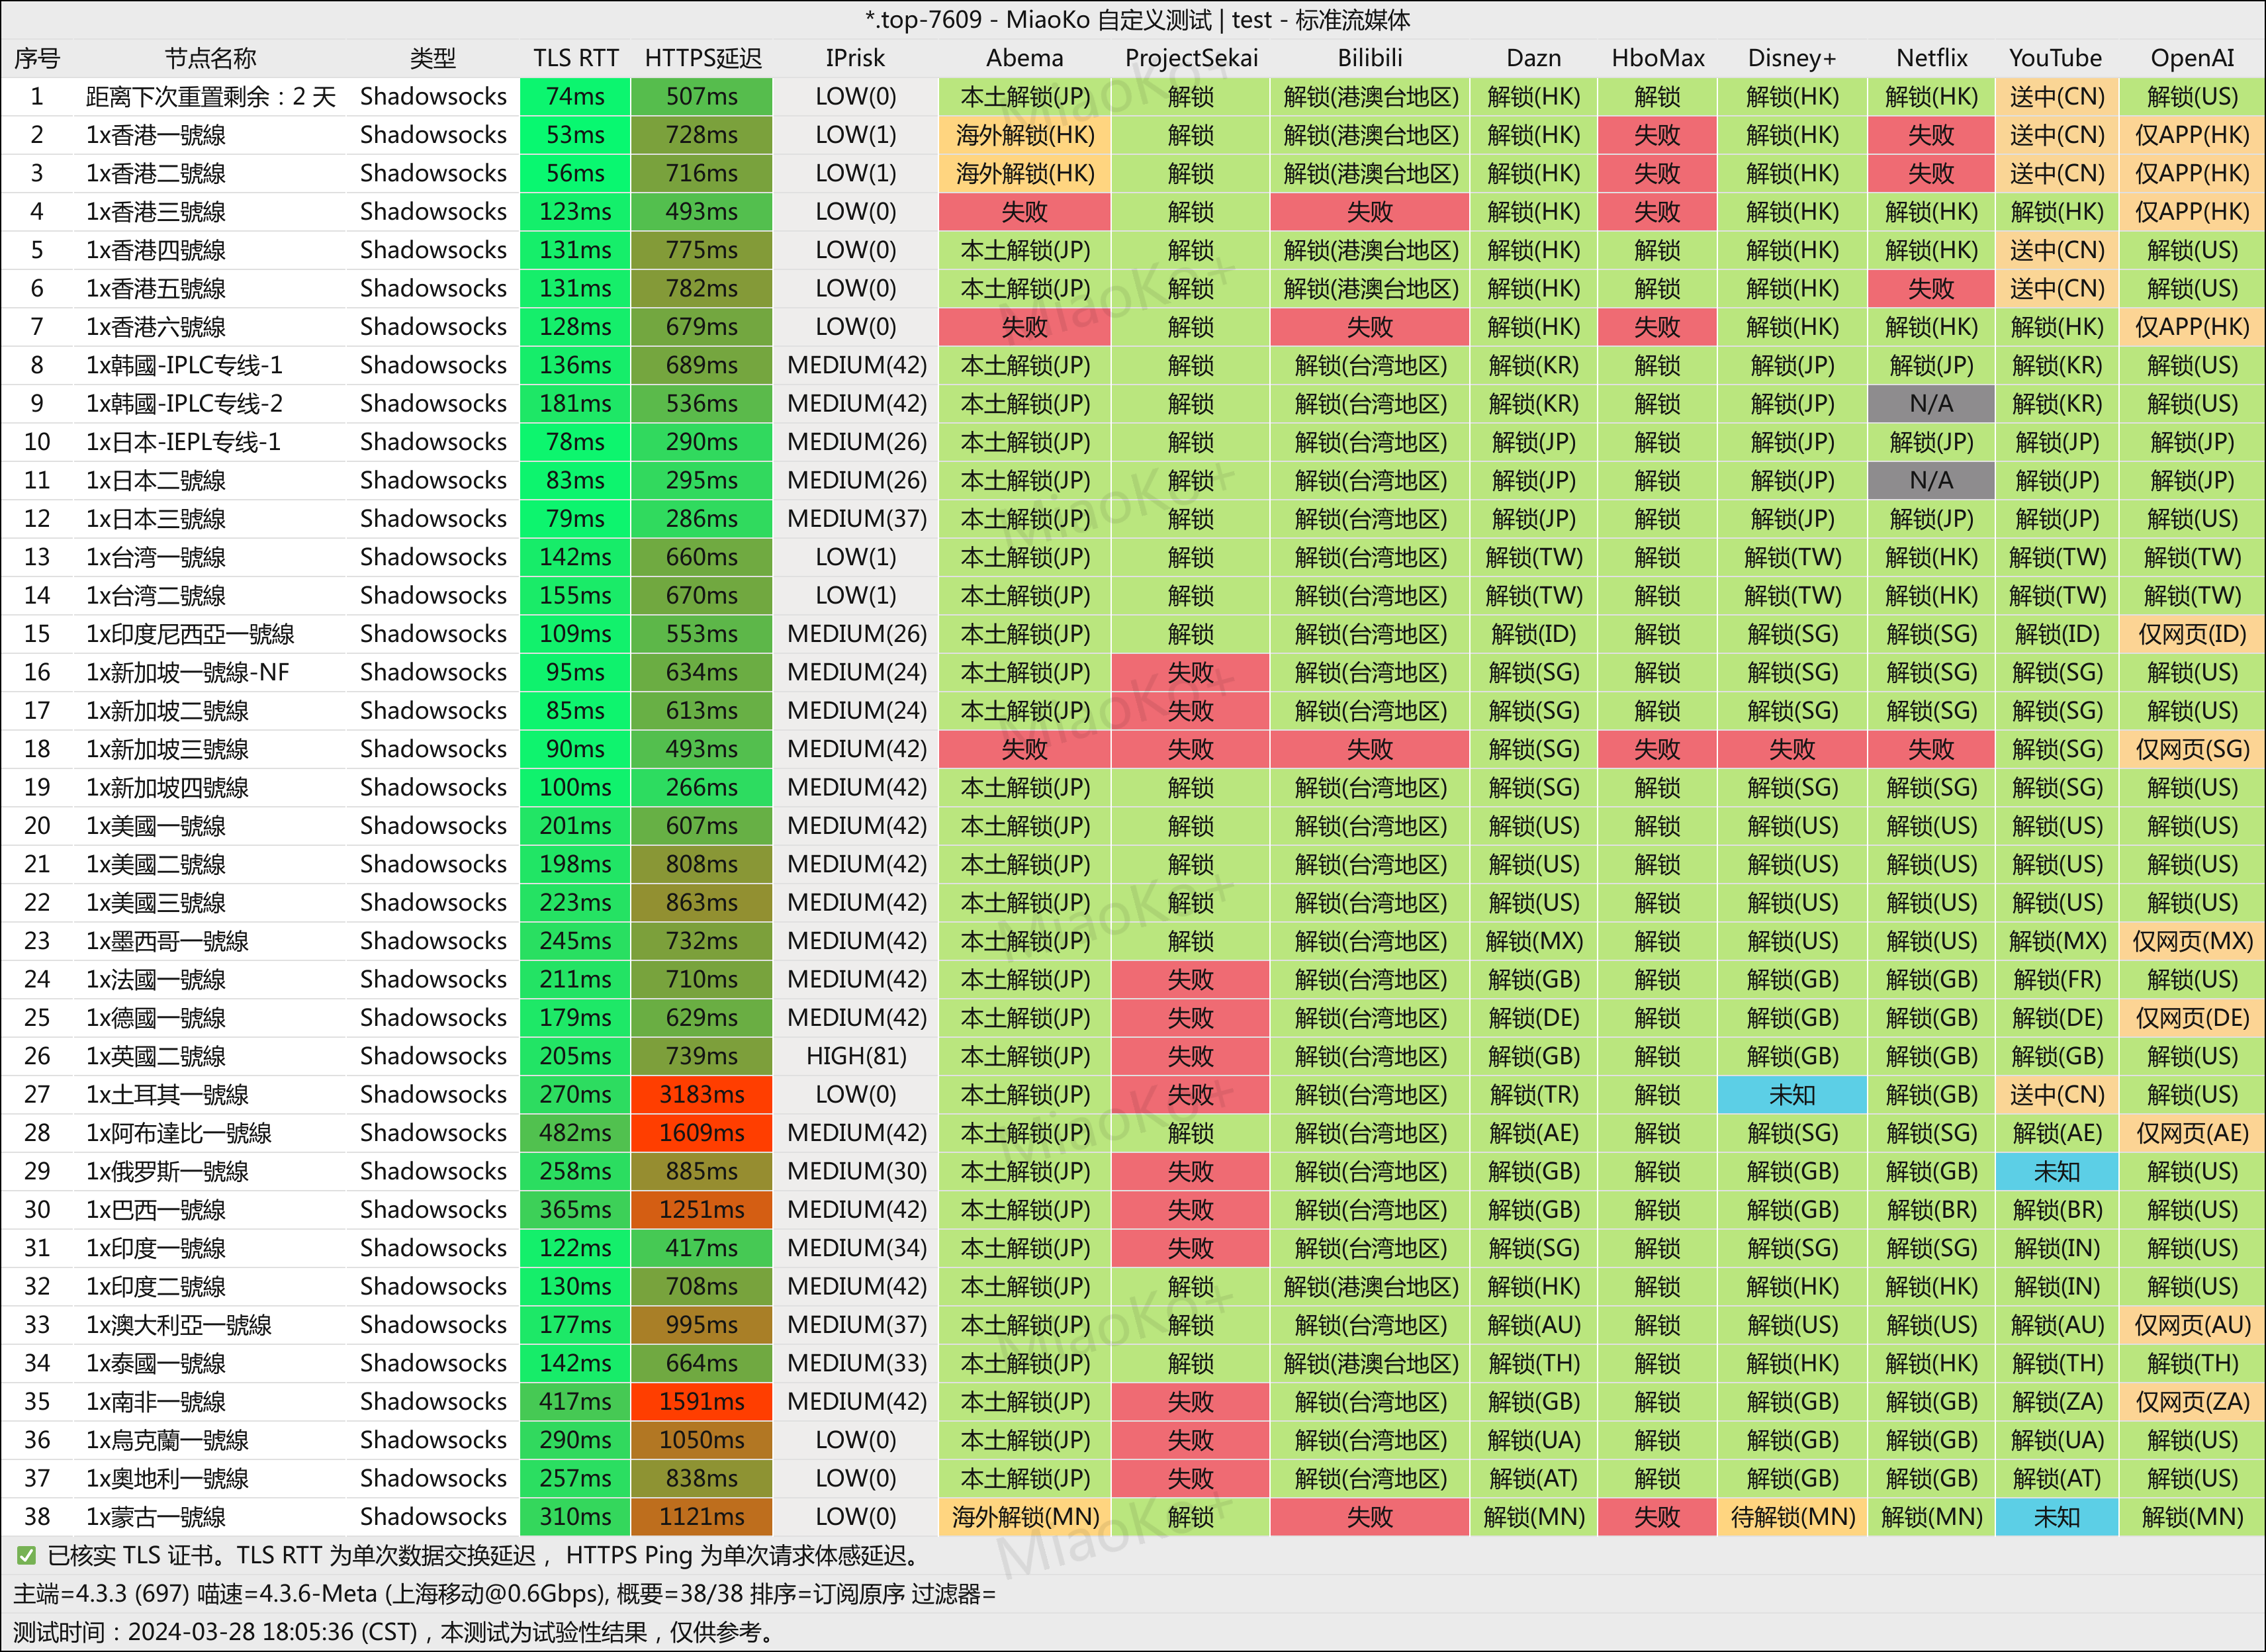 *.top-7609 - MiaoKo 自定义测试 | test - 标准流媒体
序号 节点名称 类型 TLS RTT HTTPS延迟 IPrisk Abema ProjectSekai Bilibili Dazn HboMax Disney+ Netflix YouTube OpenAI
1 距离下次重置剩余：2 天 Shadowsocks 74ms 507ms LOW(0) 本土解锁(JP) 解锁 解锁(港澳台地区) 解锁(HK) 解锁 解锁(HK) 解锁(HK) 送中(CN) 解锁(US)
2 1x香港一號線 Shadowsocks 53ms 728ms LOW(1) 海外解锁(HK) 解锁 解锁(港澳台地区) 解锁(HK) 失败 解锁(HK) 失败 送中(CN) 仅APP(HK)
3 1x香港二號線 Shadowsocks 56ms 716ms LOW(1) 海外解锁(HK) 解锁 解锁(港澳台地区) 解锁(HK) 失败 解锁(HK) 失败 送中(CN) 仅APP(HK)
4 1x香港三號線 Shadowsocks 123ms 493ms LOW(0) 失败 解锁 失败 解锁(HK) 失败 解锁(HK) 解锁(HK) 解锁(HK) 仅APP(HK)
5 1x香港四號線 Shadowsocks 131ms 775ms LOW(0) 本土解锁(JP) 解锁 解锁(港澳台地区) 解锁(HK) 解锁 解锁(HK) 解锁(HK) 送中(CN) 解锁(US)
6 1x香港五號線 Shadowsocks 131ms 782ms LOW(0) 本土解锁(JP) 解锁 解锁(港澳台地区) 解锁(HK) 解锁 解锁(HK) 失败 送中(CN) 解锁(US)
7 1x香港六號線 Shadowsocks 128ms 679ms LOW(0) 失败 解锁 失败 解锁(HK) 失败 解锁(HK) 解锁(HK) 解锁(HK) 仅APP(HK)
8 1x韩國-IPLC专线-1 Shadowsocks 136ms 689ms MEDIUM(42) 本土解锁(JP) 解锁 解锁(台湾地区) 解锁(KR) 解锁 解锁(JP) 解锁(JP) 解锁(KR) 解锁(US)
9 1x韩國-IPLC专线-2 Shadowsocks 181ms 536ms MEDIUM(42) 本土解锁(JP) 解锁 解锁(台湾地区) 解锁(KR) 解锁 解锁(JP) N/A 解锁(KR) 解锁(US)
10 1x日本-IEPL专线-1 Shadowsocks 78ms 290ms MEDIUM(26) 本土解锁(JP) 解锁 解锁(台湾地区) 解锁(JP) 解锁 解锁(JP) 解锁(JP) 解锁(JP) 解锁(JP)
11 1x日本二號線 Shadowsocks 83ms 295ms MEDIUM(26) 本土解锁(JP) 解锁 解锁(台湾地区) 解锁(JP) 解锁 解锁(JP) N/A 解锁(JP) 解锁(JP)
12 1x日本三號線 Shadowsocks 79ms 286ms MEDIUM(37) 本土解锁(JP) 解锁 解锁(台湾地区) 解锁(JP) 解锁 解锁(JP) 解锁(JP) 解锁(JP) 解锁(US)
13 1x台湾一號線 Shadowsocks 142ms 660ms LOW(1) 本土解锁(JP) 解锁 解锁(台湾地区) 解锁(TW) 解锁 解锁(TW) 解锁(HK) 解锁(TW) 解锁(TW)
14 1x台湾二號線 Shadowsocks 155ms 670ms LOW(1) 本土解锁(JP) 解锁 解锁(台湾地区) 解锁(TW) 解锁 解锁(TW) 解锁(HK) 解锁(TW) 解锁(TW)
15 1x印度尼西亞一號線 Shadowsocks 109ms 553ms MEDIUM(26) 本土解锁(JP) 解锁 解锁(台湾地区) 解锁(ID) 解锁 解锁(SG) 解锁(SG) 解锁(ID) 仅网页(ID)
16 1x新加坡一號線-NF Shadowsocks 95ms 634ms MEDIUM(24) 本土解锁(JP) 失败 解锁(台湾地区) 解锁(SG) 解锁 解锁(SG) 解锁(SG) 解锁(SG) 解锁(US)
17 1x新加坡二號線 Shadowsocks 85ms 613ms MEDIUM(24) 本土解锁(JP) 失败 解锁(台湾地区) 解锁(SG) 解锁 解锁(SG) 解锁(SG) 解锁(SG) 解锁(US)
18 1x新加坡三號線 Shadowsocks 90ms 493ms MEDIUM(42) 失败 失败 失败 解锁(SG) 失败 失败 失败 解锁(SG) 仅网页(SG)
19 1x新加坡四號線 Shadowsocks 100ms 266ms MEDIUM(42) 本土解锁(JP) 解锁 解锁(台湾地区) 解锁(SG) 解锁 解锁(SG) 解锁(SG) 解锁(SG) 解锁(US)
20 1x美國一號線 Shadowsocks 201ms 607ms MEDIUM(42) 本土解锁(JP) 解锁 解锁(台湾地区) 解锁(US) 解锁 解锁(US) 解锁(US) 解锁(US) 解锁(US)
21 1x美國二號線 Shadowsocks 198ms 808ms MEDIUM(42) 本土解锁(JP) 解锁 解锁(台湾地区) 解锁(US) 解锁 解锁(US) 解锁(US) 解锁(US) 解锁(US)
22 1x美國三號線 Shadowsocks 223ms 863ms MEDIUM(42) 本土解锁(JP) 解锁 解锁(台湾地区) 解锁(US) 解锁 解锁(US) 解锁(US) 解锁(US) 解锁(US)
23 1x墨西哥一號線 Shadowsocks 245ms 732ms MEDIUM(42) 本土解锁(JP) 解锁 解锁(台湾地区) 解锁(MX) 解锁 解锁(US) 解锁(US) 解锁(MX) 仅网页(MX)
24 1x法國一號線 Shadowsocks 211ms 710ms MEDIUM(42) 本土解锁(JP) 失败 解锁(台湾地区) 解锁(GB) 解锁 解锁(GB) 解锁(GB) 解锁(FR) 解锁(US)
25 1x德國一號線 Shadowsocks 179ms 629ms MEDIUM(42) 本土解锁(JP) 失败 解锁(台湾地区) 解锁(DE) 解锁 解锁(GB) 解锁(GB) 解锁(DE) 仅网页(DE)
26 1x英國二號線 Shadowsocks 205ms 739ms HIGH(81) 本土解锁(JP) 失败 解锁(台湾地区) 解锁(GB) 解锁 解锁(GB) 解锁(GB) 解锁(GB) 解锁(US)
27 1x土耳其一號線 Shadowsocks 270ms 3183ms LOW(0) 本土解锁(JP) 失败 解锁(台湾地区) 解锁(TR) 解锁 未知 解锁(GB) 送中(CN) 解锁(US)
28 1x阿布達比一號線 Shadowsocks 482ms 1609ms MEDIUM(42) 本土解锁(JP) 解锁 解锁(台湾地区) 解锁(AE) 解锁 解锁(SG) 解锁(SG) 解锁(AE) 仅网页(AE)
29 1x俄罗斯一號線 Shadowsocks 258ms 885ms MEDIUM(30) 本土解锁(JP) 失败 解锁(台湾地区) 解锁(GB) 解锁 解锁(GB) 解锁(GB) 未知 解锁(US)
30 1x巴西一號線 Shadowsocks 365ms 1251ms MEDIUM(42) 本土解锁(JP) 失败 解锁(台湾地区) 解锁(GB) 解锁 解锁(GB) 解锁(BR) 解锁(BR) 解锁(US)
31 1x印度一號線 Shadowsocks 122ms 417ms MEDIUM(34) 本土解锁(JP) 失败 解锁(台湾地区) 解锁(SG) 解锁 解锁(SG) 解锁(SG) 解锁(IN) 解锁(US)
32 1x印度二號線 Shadowsocks 130ms 708ms MEDIUM(42) 本土解锁(JP) 解锁 解锁(港澳台地区) 解锁(HK) 解锁 解锁(HK) 解锁(HK) 解锁(IN) 解锁(US)
33 1x澳大利亞一號線 Shadowsocks 177ms 995ms MEDIUM(37) 本土解锁(JP) 解锁 解锁(台湾地区) 解锁(AU) 解锁 解锁(US) 解锁(US) 解锁(AU) 仅网页(AU)
34 1x泰國一號線 Shadowsocks 142ms 664ms MEDIUM(33) 本土解锁(JP) 解锁 解锁(港澳台地区) 解锁(TH) 解锁 解锁(HK) 解锁(HK) 解锁(TH) 解锁(TH)
35 1x南非一號線 Shadowsocks 417ms 1591ms MEDIUM(42) 本土解锁(JP) 失败 解锁(台湾地区) 解锁(GB) 解锁 解锁(GB) 解锁(GB) 解锁(ZA) 仅网页(ZA)
36 1x烏克蘭一號線 Shadowsocks 290ms 1050ms LOW(0) 本土解锁(JP) 失败 解锁(台湾地区) 解锁(UA) 解锁 解锁(GB) 解锁(GB) 解锁(UA) 解锁(US)
37 1x奧地利一號線 Shadowsocks 257ms 838ms LOW(0) 本土解锁(JP) 失败 解锁(台湾地区) 解锁(AT) 解锁 解锁(GB) 解锁(GB) 解锁(AT) 解锁(US)
38 1x蒙古一號線 Shadowsocks 310ms 1121ms LOW(0) 海外解锁(MN) 解锁 失败 解锁(MN) 失败 待解锁(MN) 解锁(MN) 未知 解锁(MN)
✅ 已核实 TLS 证书。TLS RTT 为单次数据交换延迟， HTTPS Ping 为单次请求体感延迟。
主端=4.3.3 (697) 喵速=4.3.6-Meta (上海移动@0.6Gbps), 概要=38/38 排序=订阅原序 过滤器=
测试时间：2024-03-28 18:05:36 (CST)，本测试为试验性结果，仅供参考。
MiaoKo+
MiaoKo+
MiaoKo+
MiaoKo+
MiaoKo+
MiaoKo+
MiaoKo+
MiaoKo+